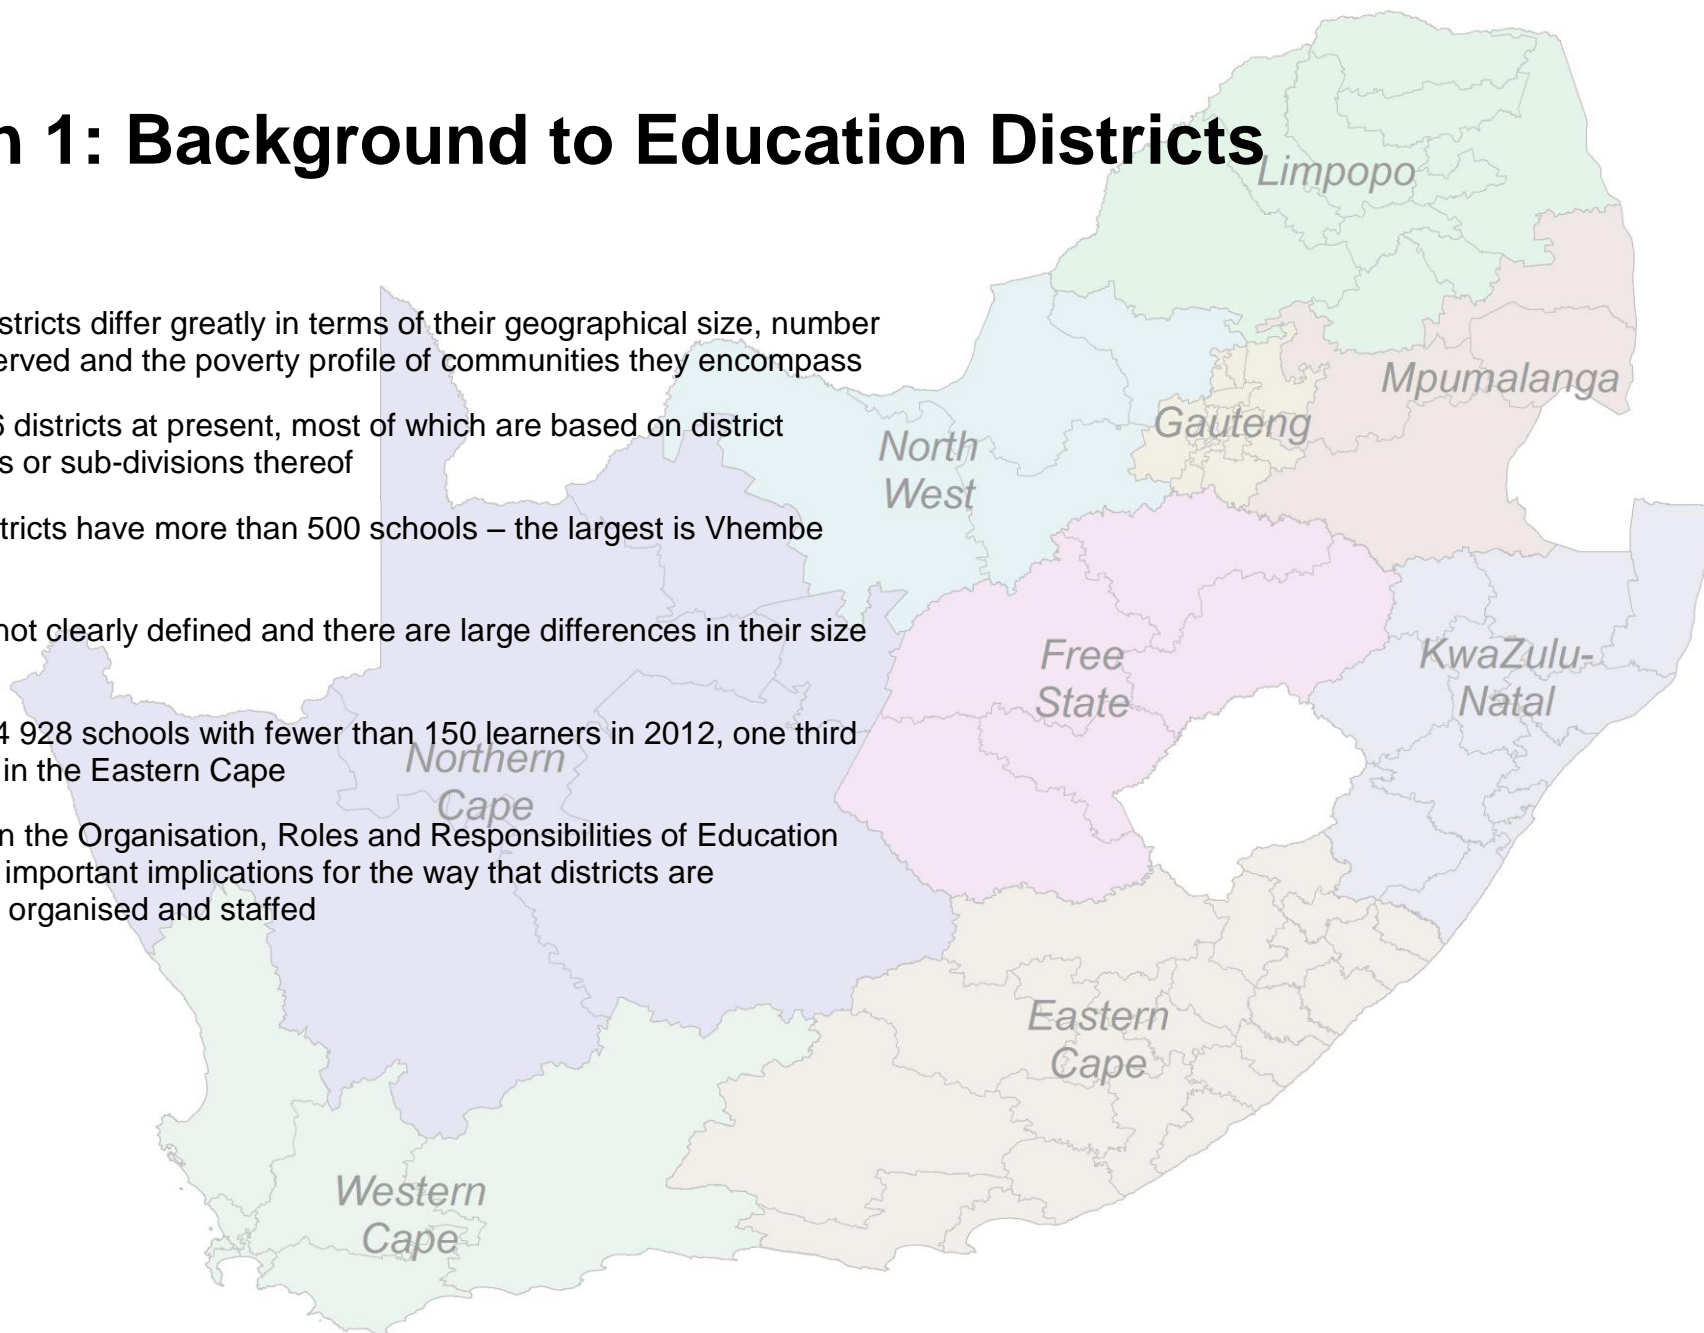 n 1: Background to Education Districts
stricts differ greatly in terms of their geographical size, number
erved and the poverty profile of communities they encompass
6 districts at present, most of which are based on district
s or sub-divisions thereof
tricts have more than 500 schools – the largest is Vhembe
not clearly defined and there are large differences in their size
4 928 schools with fewer than 150 learners in 2012, one third
in the Eastern Cape
n the Organisation, Roles and Responsibilities of Education
important implications for the way that districts are
organised and staffed
Limpopo
Mpumalanga
Gauteng
North
West
Free
State
KwaZulu-
Natal
Northern
Cape
Eastern
Cape
Western
Cape